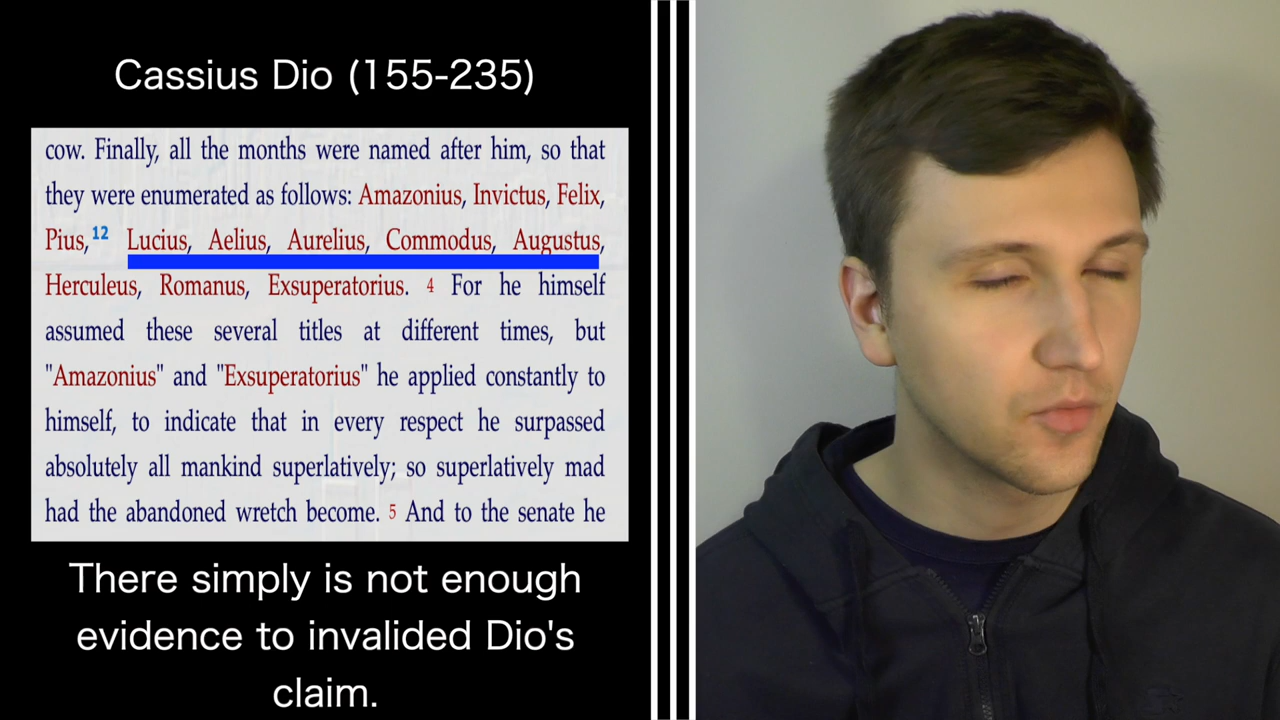 Cassius Dio (155-235)
cow. Finally, all the months were named after him, so that
they were enumerated as follows: Amazonius, Invictus, Felix,
Pius,12 Lucius, Aelius, Aurelius, Commodus, Augustus,
Herculeus, Romanus, Exsuperatorius. 4 For he himself
assumed these several titles at different times, but
"Amazonius" and "Exsuperatorius" he applied constantly to
himself, to indicate that in every respect he surpassed
absolutely all mankind superlatively; so superlatively mad
had the abandoned wretch become. 5 And to the senate he
There simply is not enough
evidence to invalided Dio's
claim.